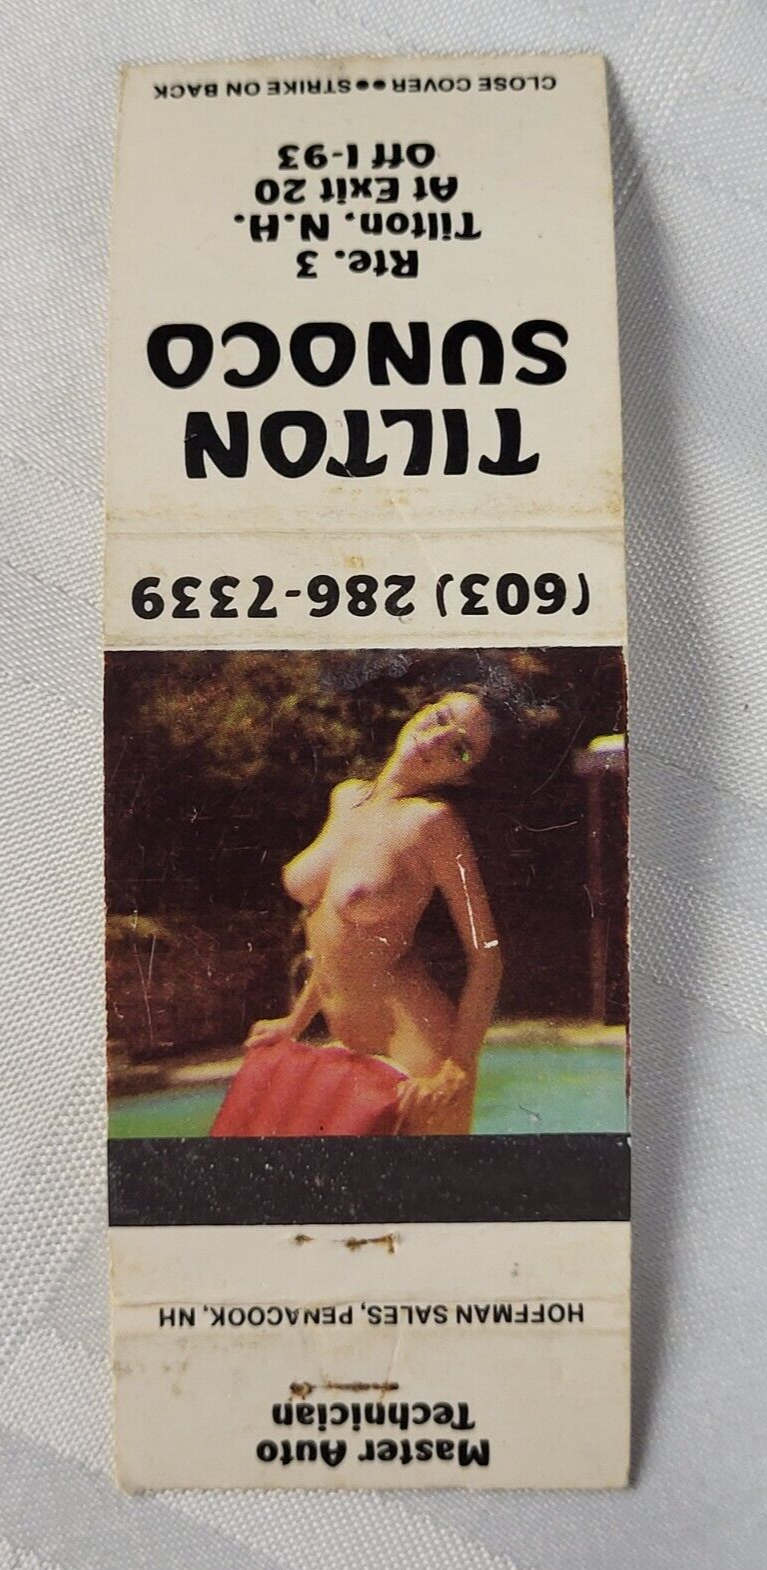 Master Auto
Technician
HOFFMAN SALES, PENACOOK, NH
(603) 286-7339
TILTON
SUNOCO
Rte. 3
Tilton, N.H.
At Exit 20
Off I-93
CLOSE COVER●●STRIKE ON BACK